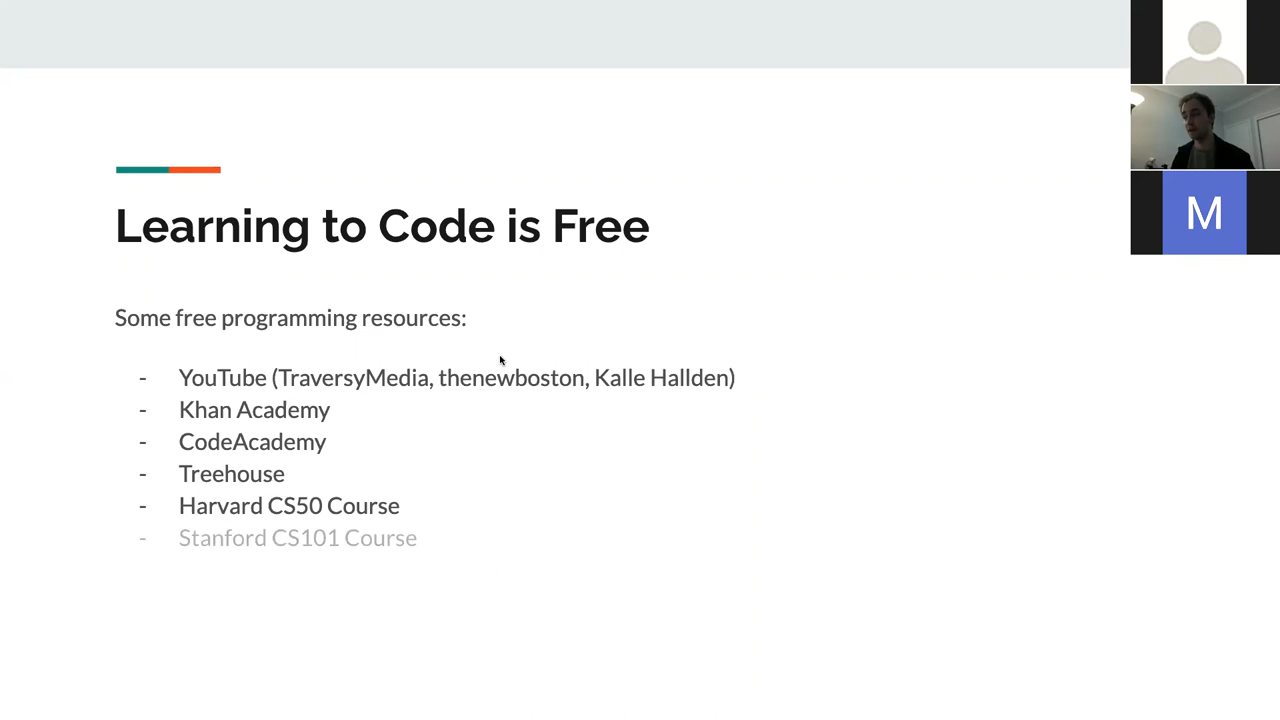 Learning to Code is Free
Some free programming resources:
- YouTube (TraversyMedia, thenewboston, Kalle Hallden)
- Khan Academy
- CodeAcademy
- Treehouse
- Harvard CS50 Course
- Stanford CS101 Course
M